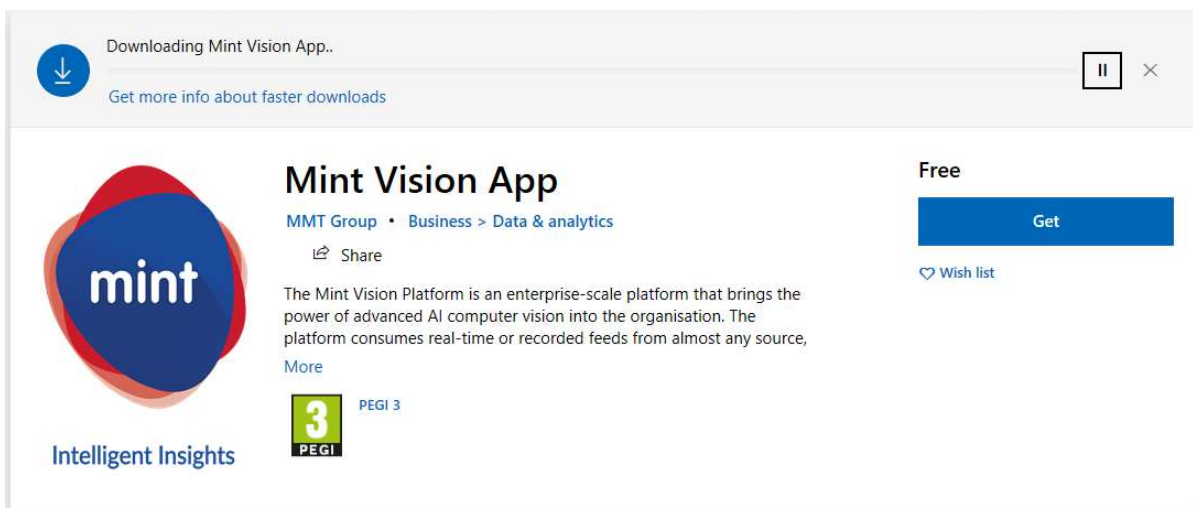 Downloading Mint Vision App..
Get more info about faster downloads
Mint Vision App
MMT Group • Business > Data & analytics
Share
The Mint Vision Platform is an enterprise-scale platform that brings the
power of advanced AI computer vision into the organisation. The
platform consumes real-time or recorded feeds from almost any source,
More
3
PEGI
PEGI 3
mint
Intelligent Insights
Free
Get
Wish list